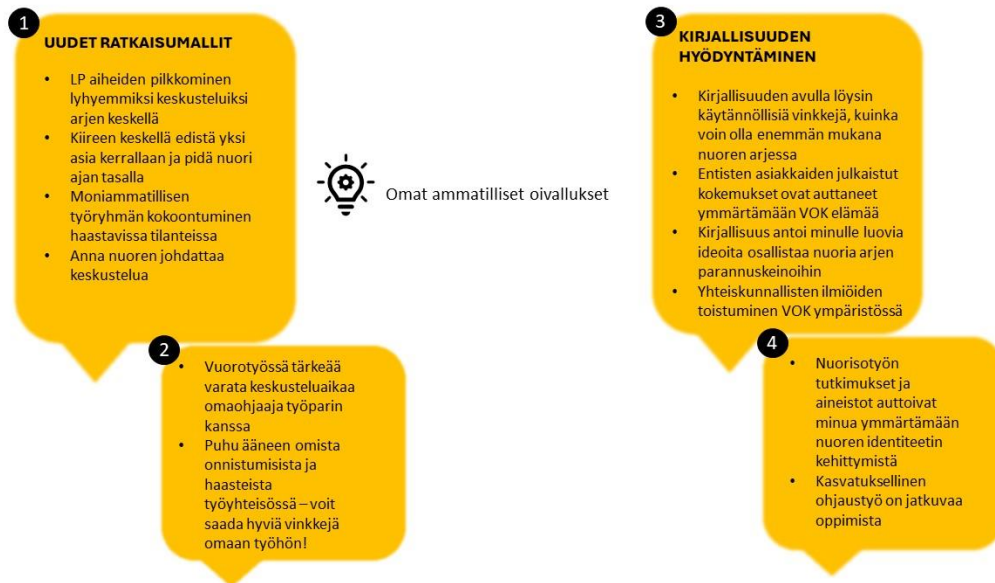 1
UUDET RATKAISUMALLIT
• LP aiheiden pilkkominen
lyhyemmiksi keskusteluiksi
arjen keskellä
• Kiireen keskellä edistä yksi
asia kerrallaan ja pidä nuori
ajan tasalla
• Moniammatillisen
työryhmän kokoontuminen
haastavissa tilanteissa
• Anna nuoren johdattaa
keskustelua
2
• Vuorotyössä tärkeää
varata keskusteluaikaa
omaohjaaja työparin
kanssa
• Puhu ääneen omista
onnistumisista ja
haasteista
työyhteisössä – voit
saada hyviä vinkkejä
omaan työhön!
Omat ammatilliset oivallukset
3
KIRJALLISUUDEN
HYÖDYNTÄMINEN
• Kirjallisuuden avulla löysin
käytännöllisiä vinkkejä, kuinka
voin olla enemmän mukana
nuoren arjessa
• Entisten asiakkaiden julkaistut
kokemukset ovat auttaneet
ymmärtämään VOK elämää
• Kirjallisuus antoi minulle luovia
ideoita osallistaa nuoria arjen
parannuskeinoihin
• Yhteiskunnallisten ilmiöiden
toistuminen VOK ympäristössä
4
• Nuorisotyön
tutkimukset ja
aineistot auttoivat
minua ymmärtämään
nuoren identiteetin
kehittymistä
• Kasvatuksellinen
ohjaustyö on jatkuvaa
oppimista